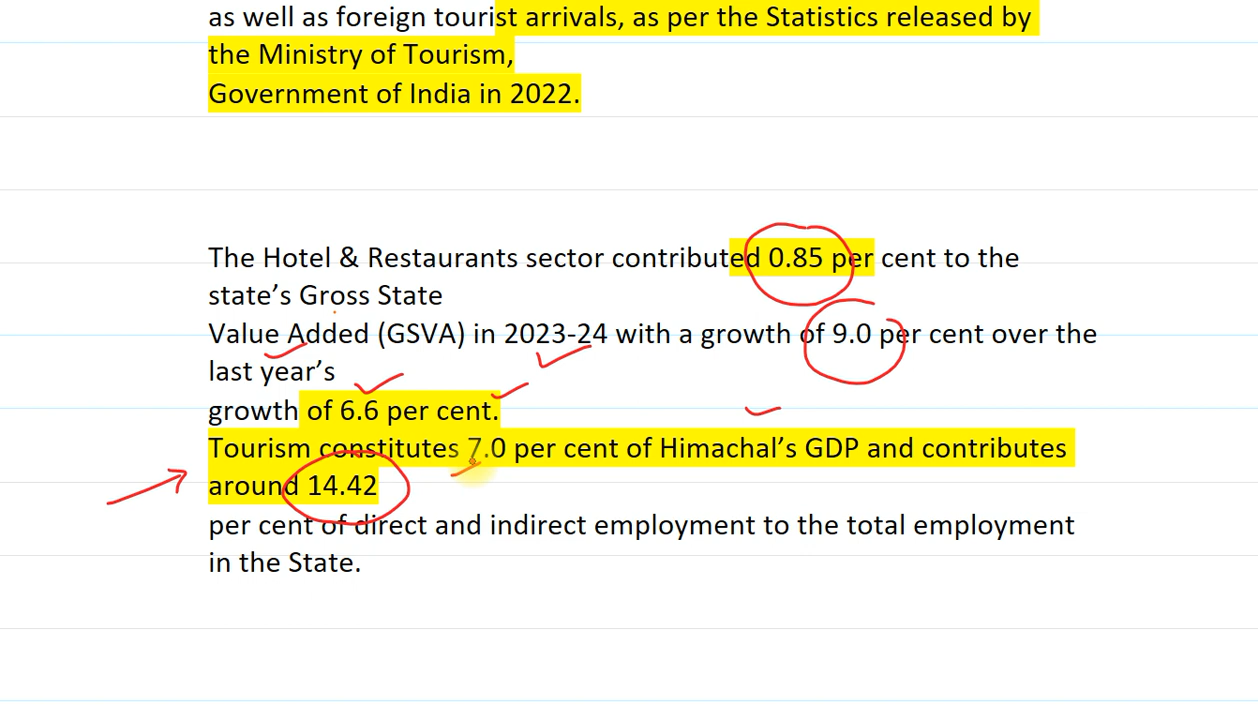 as well as foreign tourist arrivals, as per the Statistics released by
the Ministry of Tourism,
Government of India in 2022.
The Hotel & Restaurants sector contributed 0.85 per cent to the
state’s Gross State
Value Added (GSVA) in 2023-24 with a growth of 9.0 per cent over the
last year’s
growth of 6.6 per cent.
Tourism constitutes 7.0 per cent of Himachal’s GDP and contributes
around 14.42
per cent of direct and indirect employment to the total employment
in the State.